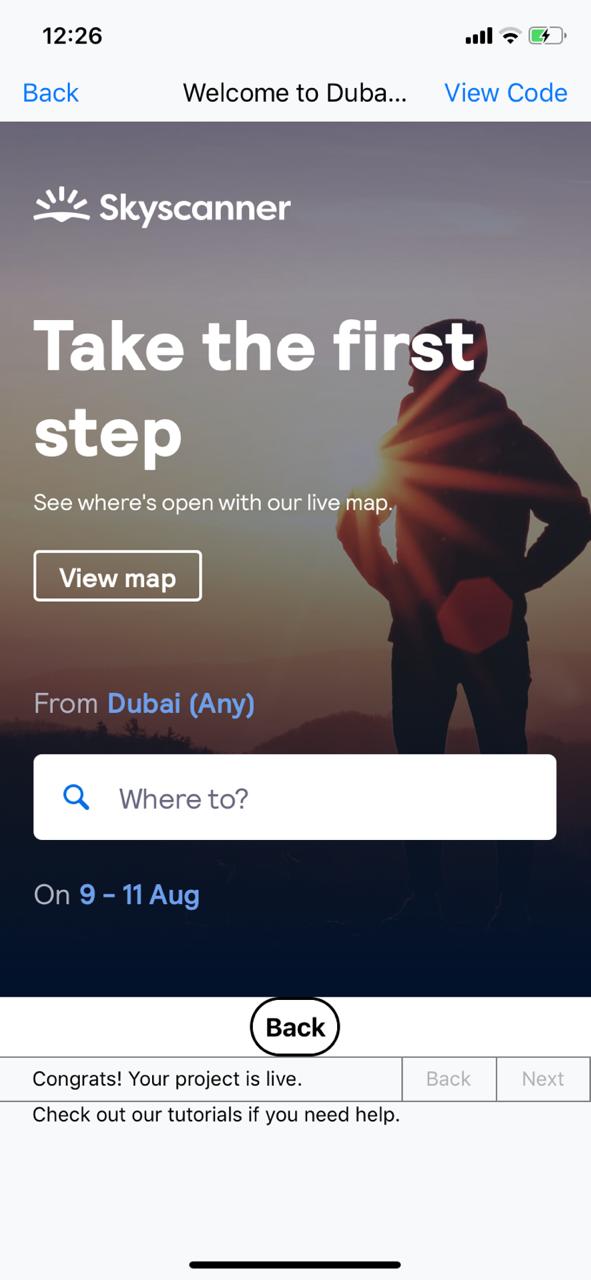 12:26
Back
Welcome to Duba...
View Code
Skyscanner
Take the first
step
See where's open with our live map.
View map
From Dubai (Any)
Where to?
On 9 – 11 Aug
Back
Congrats! Your project is live.
Back
Next
Check out our tutorials if you need help.